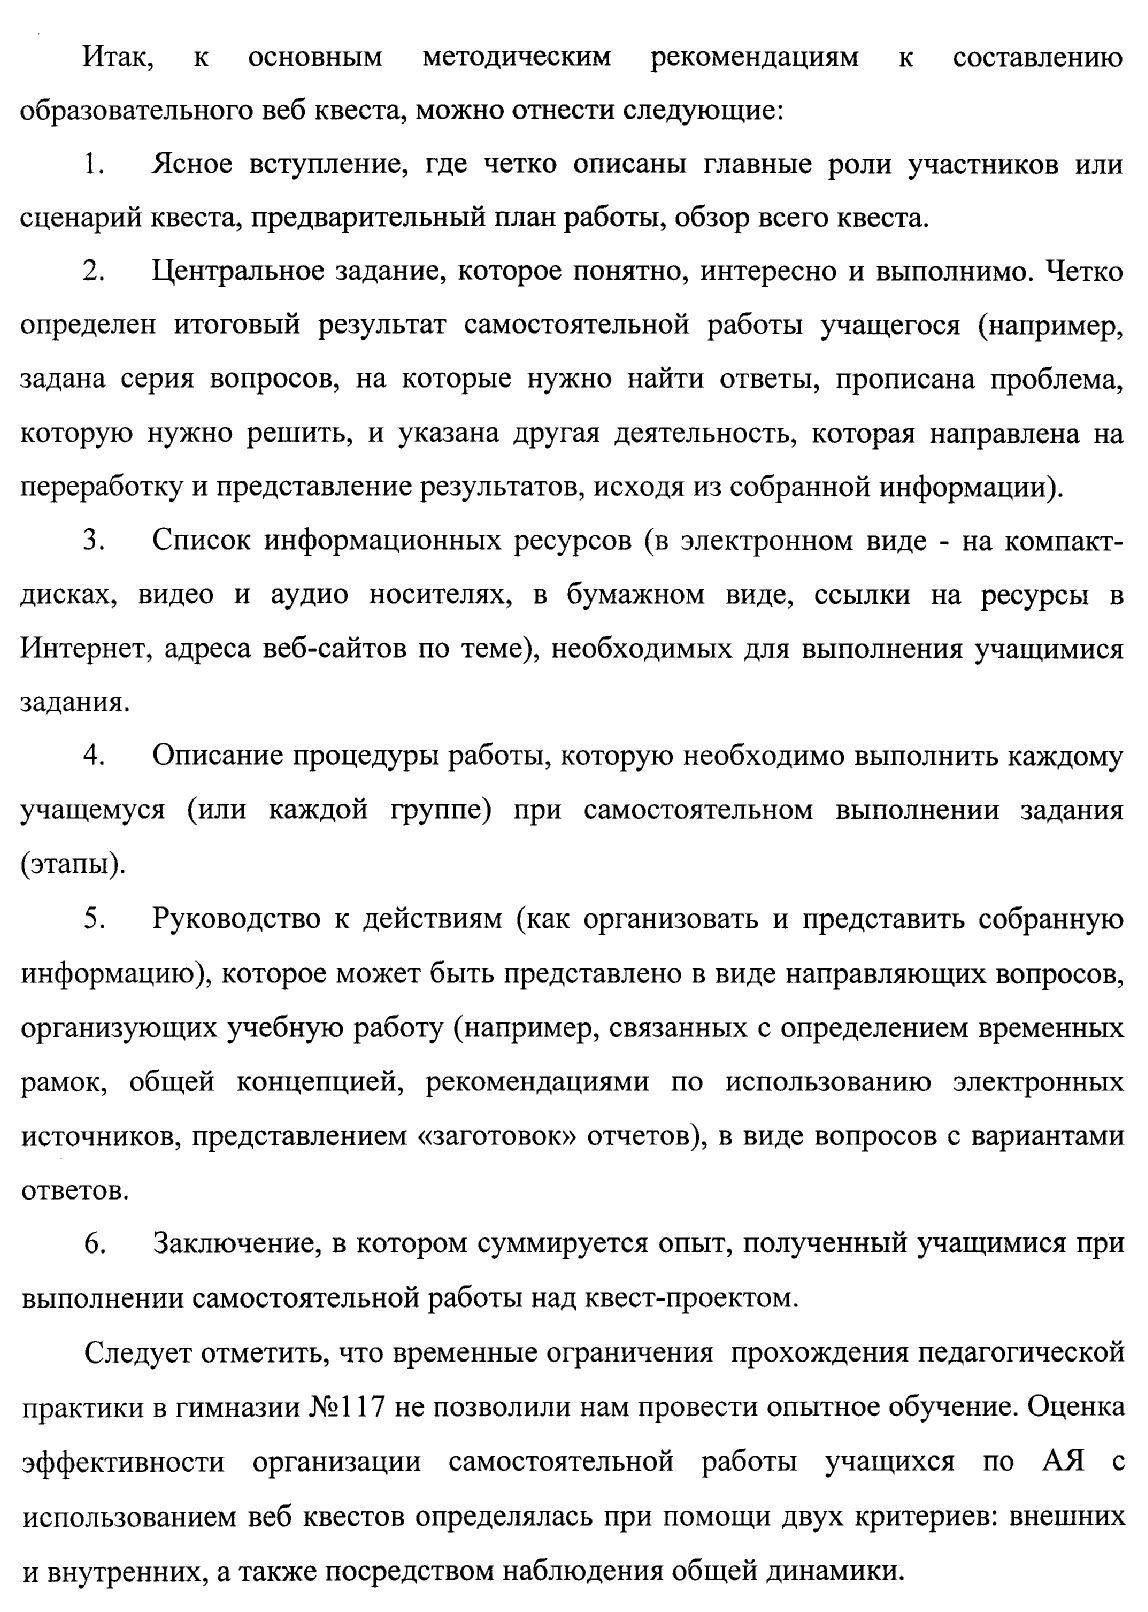 Итак, к основным методическим рекомендациям к составлению
образовательного веб квеста, можно отнести следующие:
1. Ясное вступление, где четко описаны главные роли участников или
сценарий квеста, предварительный план работы, обзор всего квеста.
2. Центральное задание, которое понятно, интересно и выполнимо. Четко
определен итоговый результат самостоятельной работы учащегося (например,
задана серия вопросов, на которые нужно найти ответы, прописана проблема,
которую нужно решить, и указана другая деятельность, которая направлена на
переработку и представление результатов, исходя из собранной информации).
3. Список информационных ресурсов (в электронном виде - на компакт-
дисках, видео и аудио носителях, в бумажном виде, ссылки на ресурсы в
Интернет, адреса веб-сайтов по теме), необходимых для выполнения учащимися
задания.
4. Описание процедуры работы, которую необходимо выполнить каждому
учащемуся (или каждой группе) при самостоятельном выполнении задания
(этапы).
5. Руководство к действиям (как организовать и представить собранную
информацию), которое может быть представлено в виде направляющих вопросов,
организующих учебную работу (например, связанных с определением временных
рамок, общей концепцией, рекомендациями по использованию электронных
источников, представлением «заготовок» отчетов), в виде вопросов с вариантами
ответов.
6. Заключение, в котором суммируется опыт, полученный учащимися при
выполнении самостоятельной работы над квест-проектом.
Следует отметить, что временные ограничения прохождения педагогической
практики в гимназии №117 не позволили нам провести опытное обучение. Оценка
эффективности организации самостоятельной работы учащихся по АЯ с
использованием веб квестов определялась при помощи двух критериев: внешних
и внутренних, а также посредством наблюдения общей динамики.